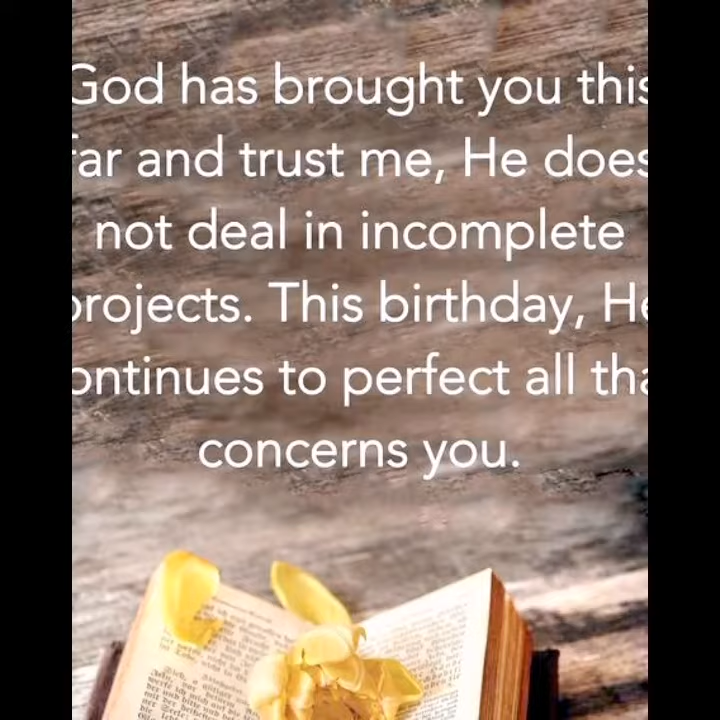 God has brought you this
far and trust me, He does
not deal in incomplete
projects. This birthday, He
continues to perfect all that
concerns you.